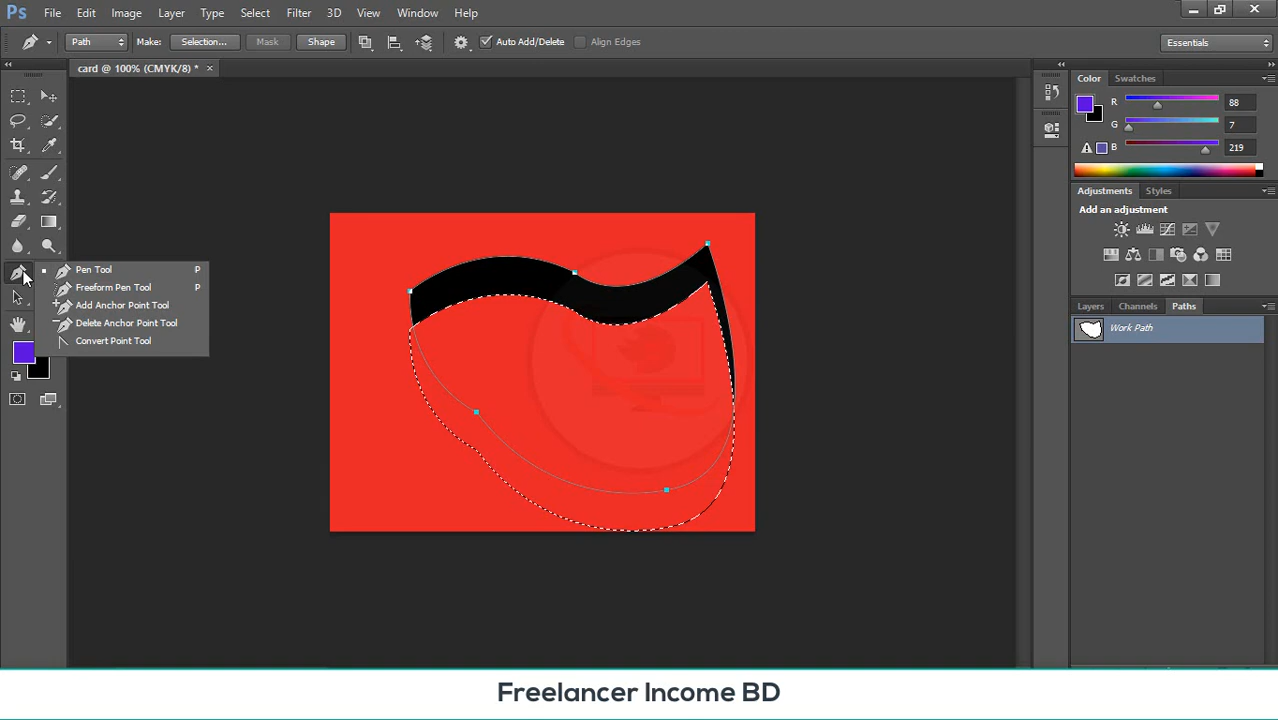 Ps File Edit Image Layer Type Select Filter 3D View Window Help
Path Make: Selection... Mask Shape Auto Add/Delete Align Edges Essentials
card @ 100% (CMYK/8) * ×
Color Swatches
R 88
G 7
B 219
Adjustments Styles
Add an adjustment
Pen Tool P
Freeform Pen Tool P
Add Anchor Point Tool
Delete Anchor Point Tool
Convert Point Tool
Layers Channels Paths
Work Path
Freelancer Income BD